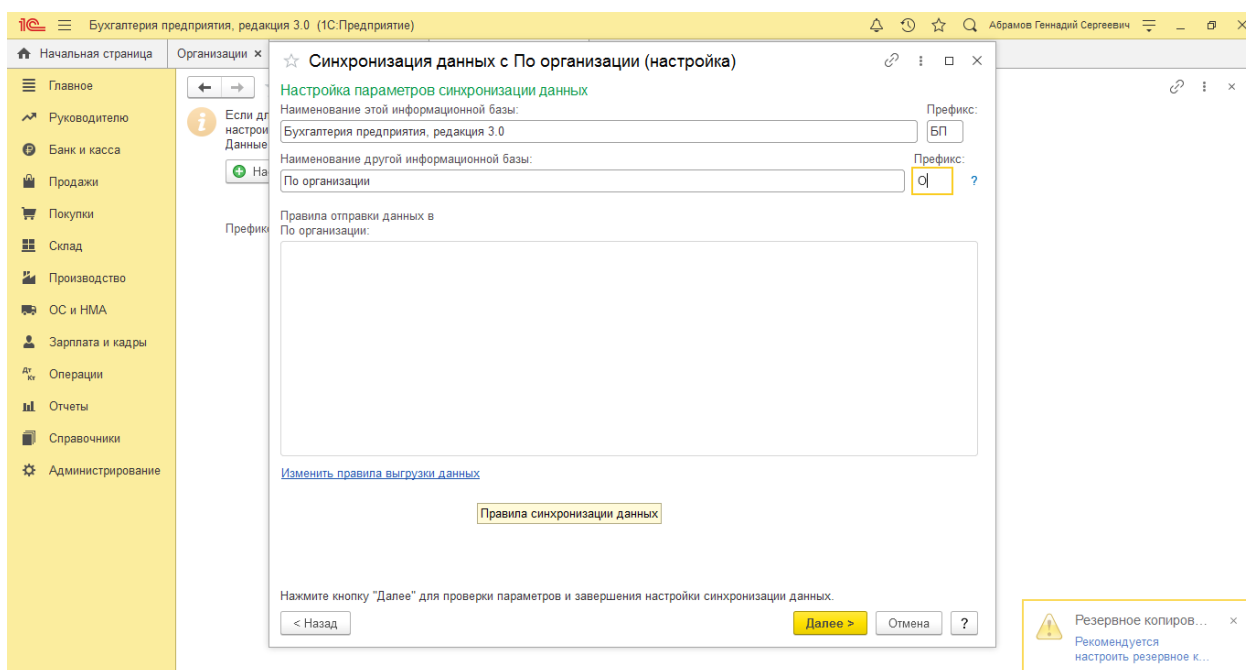 1С Бухгалтерия предприятия, редакция 3.0 (1С:Предприятие) Абрамов Геннадий Сергеевич
Начальная страница Организации ×
Главное
Руководителю
Банк и касса
Продажи
Покупки
Склад
Производство
ОС и НМА
Зарплата и кадры
Дт Кт Операции
Отчеты
Справочники
Администрирование
Если дл
настрои
Данные
На
Префик
Синхронизация данных с По организации (настройка)
Настройка параметров синхронизации данных
Наименование этой информационной базы: Префикс:
Бухгалтерия предприятия, редакция 3.0 БП
Наименование другой информационной базы: Префикс:
По организации О ?
Правила отправки данных в
По организации:
Изменить правила выгрузки данных
Правила синхронизации данных
Нажмите кнопку "Далее" для проверки параметров и завершения настройки синхронизации данных.
< Назад Далее > Отмена ?
Резервное копиров... ×
Рекомендуется
настроить резервное к...